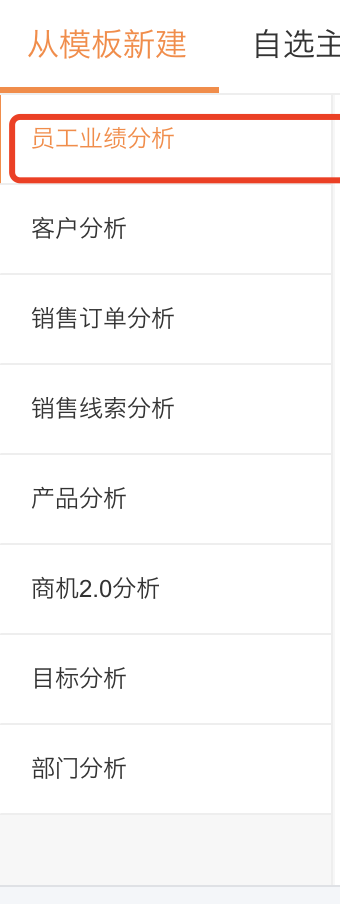 从模板新建 自选主
员工业绩分析
客户分析
销售订单分析
销售线索分析
产品分析
商机2.0分析
目标分析
部门分析